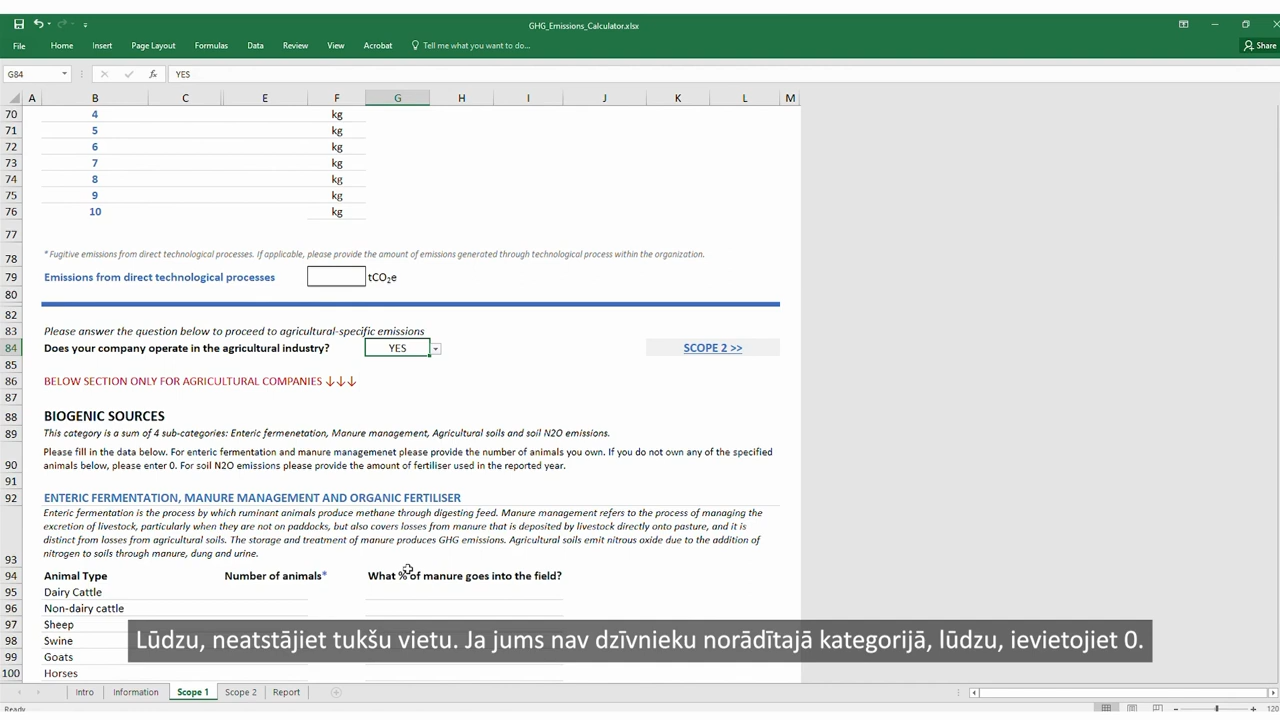 GHG_Emissions_Calculator.xlsx
File Home Insert Page Layout Formulas Data Review View Acrobat Tell me what you want to do... Share
G84 fx YES
A B C E F G H I J K L M
70 4 kg
71 5 kg
72 6 kg
73 7 kg
74 8 kg
75 9 kg
76 10 kg
77
78 * Fugitive emissions from direct technological processes. If applicable, please provide the amount of emissions generated through technological process within the organization.
79 Emissions from direct technological processes tCO₂e
80
82
83 Please answer the question below to proceed to agricultural-specific emissions
84 Does your company operate in the agricultural industry? YES SCOPE 2 >>
85
86 BELOW SECTION ONLY FOR AGRICULTURAL COMPANIES ↓↓↓
87
88 BIOGENIC SOURCES
89 This category is a sum of 4 sub-categories: Enteric fermenetation, Manure management, Agricultural soils and soil N2O emissions.
Please fill in the data below. For enteric fermentation and manure managemenet please provide the number of animals you own. If you do not own any of the specified
90 animals below, please enter 0. For soil N2O emissions please provide the amount of fertiliser used in the reported year.
91
92 ENTERIC FERMENTATION, MANURE MANAGEMENT AND ORGANIC FERTILISER
Enteric fermentation is the process by which ruminant animals produce methane through digesting feed. Manure management refers to the process of managing the
excretion of livestock, particularly when they are not on paddocks, but also covers losses from manure that is deposited by livestock directly onto pasture, and it is
distinct from losses from agricultural soils. The storage and treatment of manure produces GHG emissions. Agricultural soils emit nitrous oxide due to the addition of
93 nitrogen to soils through manure, dung and urine.
94 Animal Type Number of animals* What % of manure goes into the field?
95 Dairy Cattle
96 Non-dairy cattle
97 Sheep
98 Swine
99 Goats
100 Horses
Lūdzu, neatstājiet tukšu vietu. Ja jums nav dzīvnieku norādītajā kategorijā, lūdzu, ievietojiet 0.
Intro Information Scope 1 Scope 2 Report
Ready 120